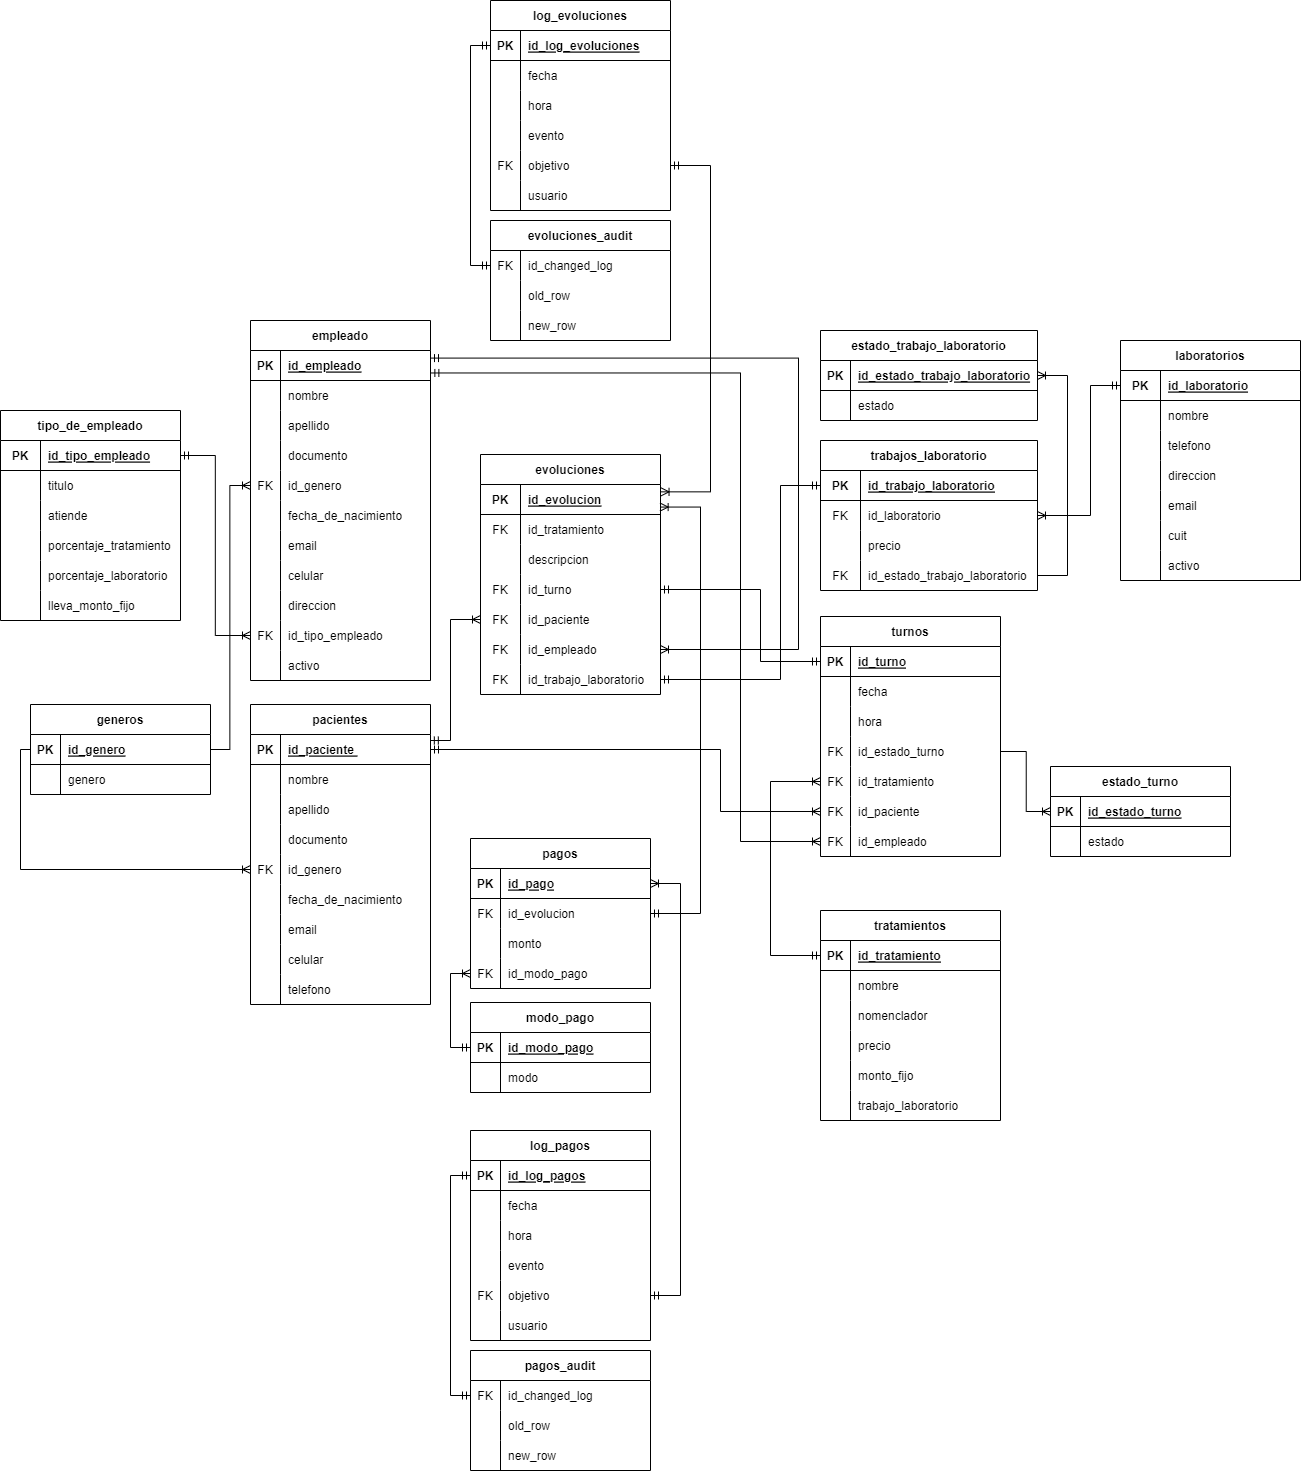 log_evoluciones
PK id_log_evoluciones
fecha
hora
evento
FK objetivo
usuario
evoluciones_audit
FK id_changed_log
old_row
new_row
empleado
PK id_empleado
nombre
apellido
documento
FK id_genero
fecha_de_nacimiento
email
celular
direccion
FK id_tipo_empleado
activo
tipo_de_empleado
PK id_tipo_empleado
titulo
atiende
porcentaje_tratamiento
porcentaje_laboratorio
lleva_monto_fijo
evoluciones
PK id_evolucion
FK id_tratamiento
descripcion
FK id_turno
FK id_paciente
FK id_empleado
FK id_trabajo_laboratorio
estado_trabajo_laboratorio
PK id_estado_trabajo_laboratorio
estado
trabajos_laboratorio
PK id_trabajo_laboratorio
FK id_laboratorio
precio
FK id_estado_trabajo_laboratorio
laboratorios
PK id_laboratorio
nombre
telefono
direccion
email
cuit
activo
generos
PK id_genero
genero
pacientes
PK id_paciente
nombre
apellido
documento
FK id_genero
fecha_de_nacimiento
email
celular
telefono
turnos
PK id_turno
fecha
hora
FK id_estado_turno
FK id_tratamiento
FK id_paciente
FK id_empleado
estado_turno
PK id_estado_turno
estado
pagos
PK id_pago
FK id_evolucion
monto
FK id_modo_pago
modo_pago
PK id_modo_pago
modo
tratamientos
PK id_tratamiento
nombre
nomenclador
precio
monto_fijo
trabajo_laboratorio
log_pagos
PK id_log_pagos
fecha
hora
evento
FK objetivo
usuario
pagos_audit
FK id_changed_log
old_row
new_row